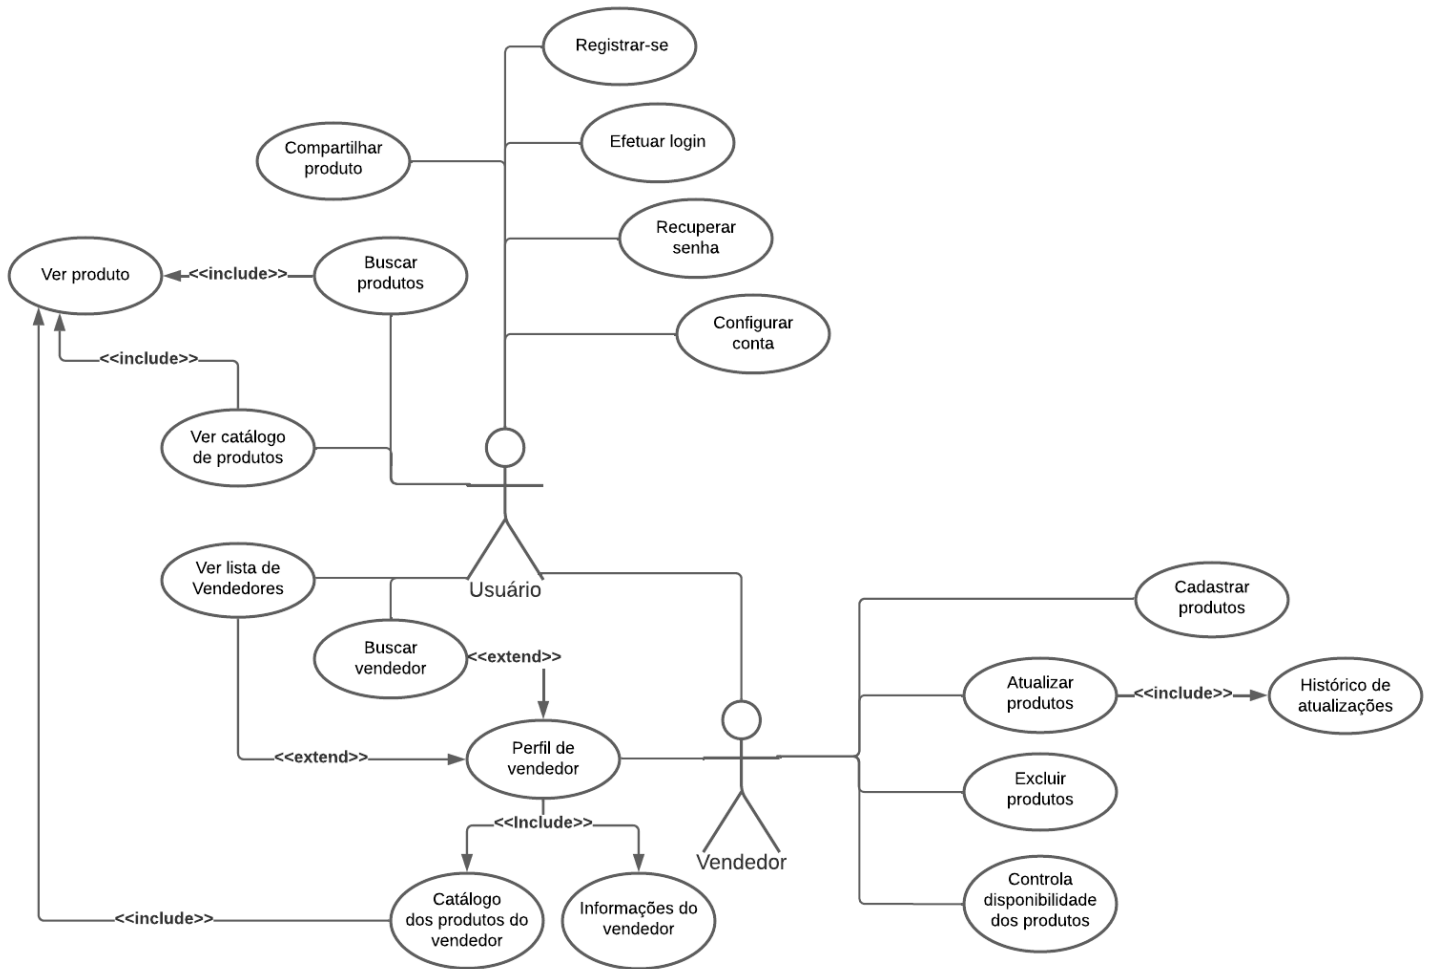 Registrar-se
Efetuar login
Compartilhar
produto
Recuperar
senha
Ver produto
<<include>>
Buscar
produtos
Configurar
conta
<<include>>
Ver catálogo
de produtos
Ver lista de
Vendedores
Usuário
Cadastrar
produtos
Buscar
vendedor
<<extend>>
Atualizar
produtos
<<include>>
Histórico de
atualizações
<<extend>>
Perfil de
vendedor
Excluir
produtos
<<Include>>
Vendedor
Controla
disponibilidade
dos produtos
<<include>>
Catálogo
dos produtos do
vendedor
Informações do
vendedor